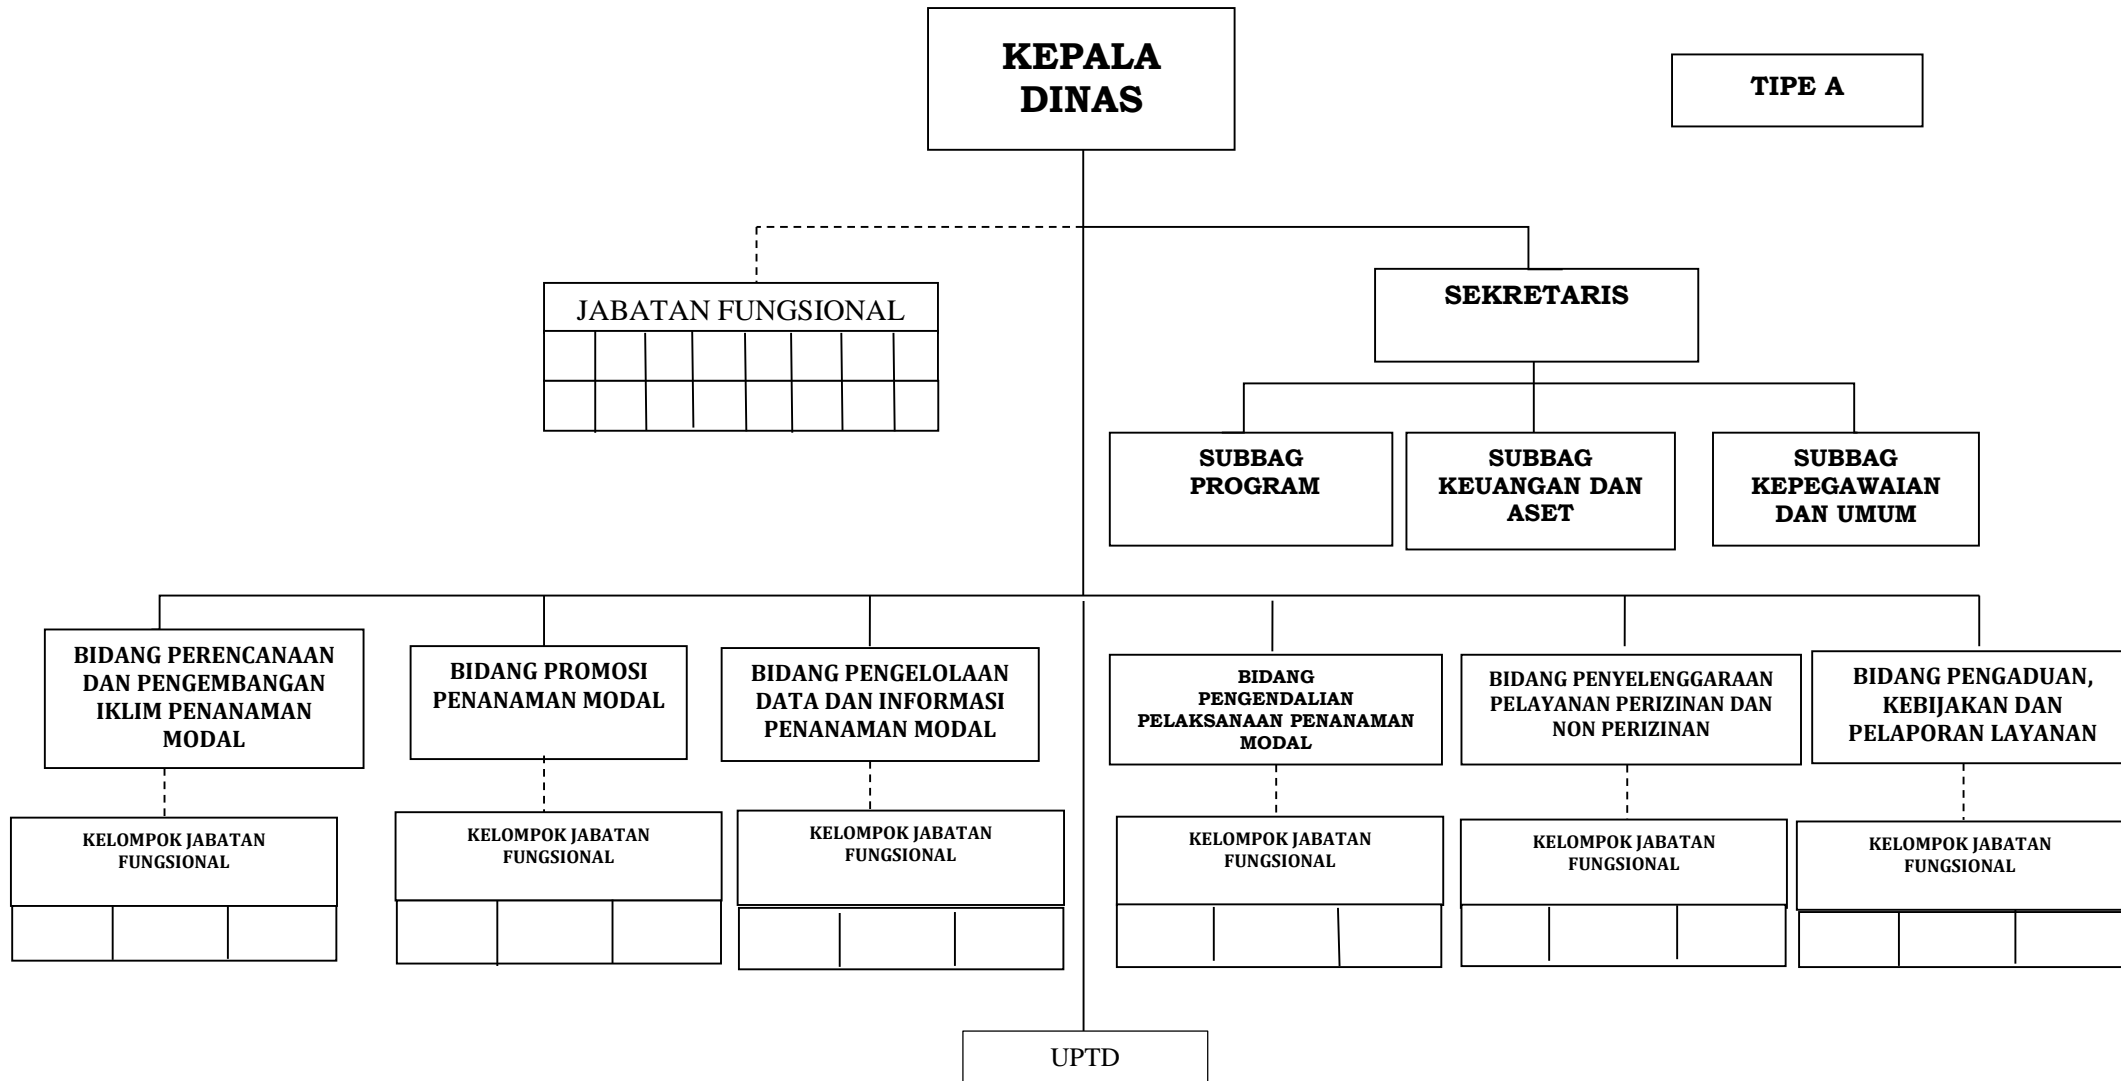 KEPALA
DINAS
TIPE A
JABATAN FUNGSIONAL
SEKRETARIS
SUBBAG
PROGRAM
SUBBAG
KEUANGAN DAN
ASET
SUBBAG
KEPEGAWAIAN
DAN UMUM
BIDANG PERENCANAAN
DAN PENGEMBANGAN
IKLIM PENANAMAN
MODAL
BIDANG PROMOSI
PENANAMAN MODAL
BIDANG PENGELOLAAN
DATA DAN INFORMASI
PENANAMAN MODAL
BIDANG
PENGENDALIAN
PELAKSANAAN PENANAMAN
MODAL
BIDANG PENYELENGGARAAN
PELAYANAN PERIZINAN DAN
NON PERIZINAN
BIDANG PENGADUAN,
KEBIJAKAN DAN
PELAPORAN LAYANAN
KELOMPOK JABATAN
FUNGSIONAL
KELOMPOK JABATAN
FUNGSIONAL
KELOMPOK JABATAN
FUNGSIONAL
KELOMPOK JABATAN
FUNGSIONAL
KELOMPOK JABATAN
FUNGSIONAL
KELOMPOK JABATAN
FUNGSIONAL
UPTD